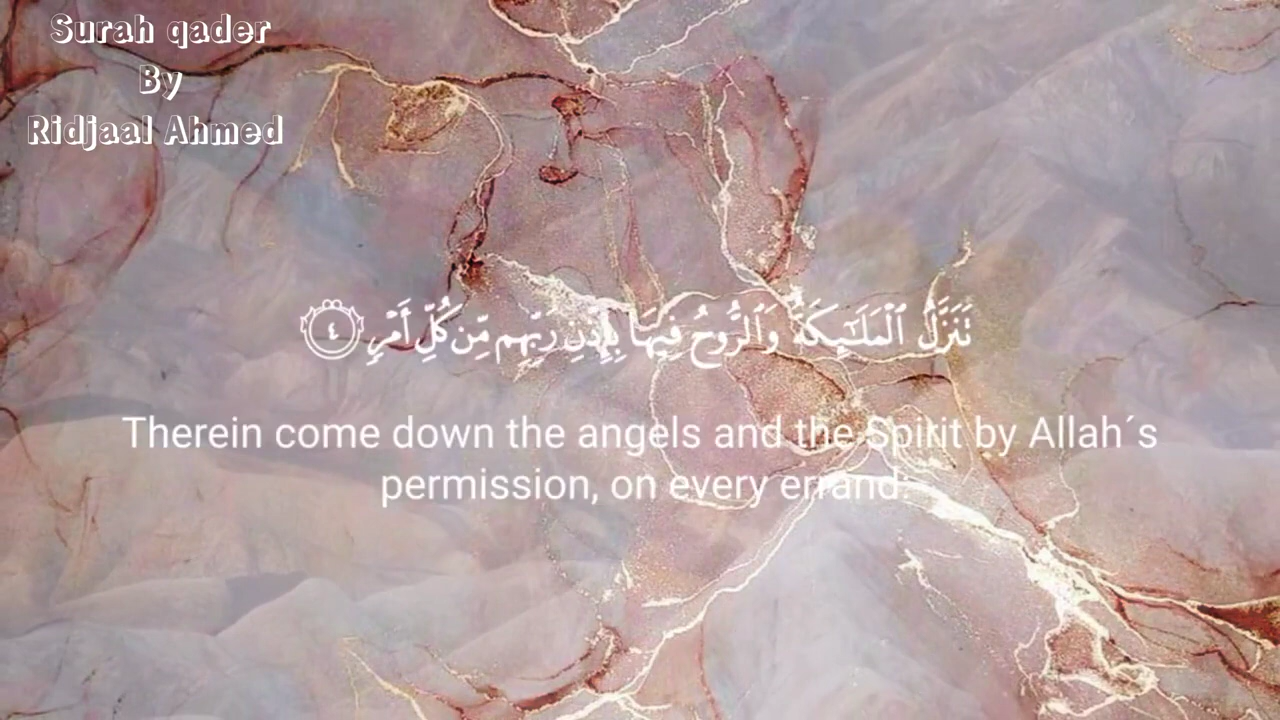 Surah qader
By
Ridjaal Ahmed
تَنَزَّلُ ٱلْمَلَـٰٓئِكَةُ وَٱلرُّوحُ فِيهَا بِإِذْنِ رَبِّهِم مِّن كُلِّ أَمْرٍ ٤
Therein come down the angels and the Spirit by Allah´s
permission, on every errand: